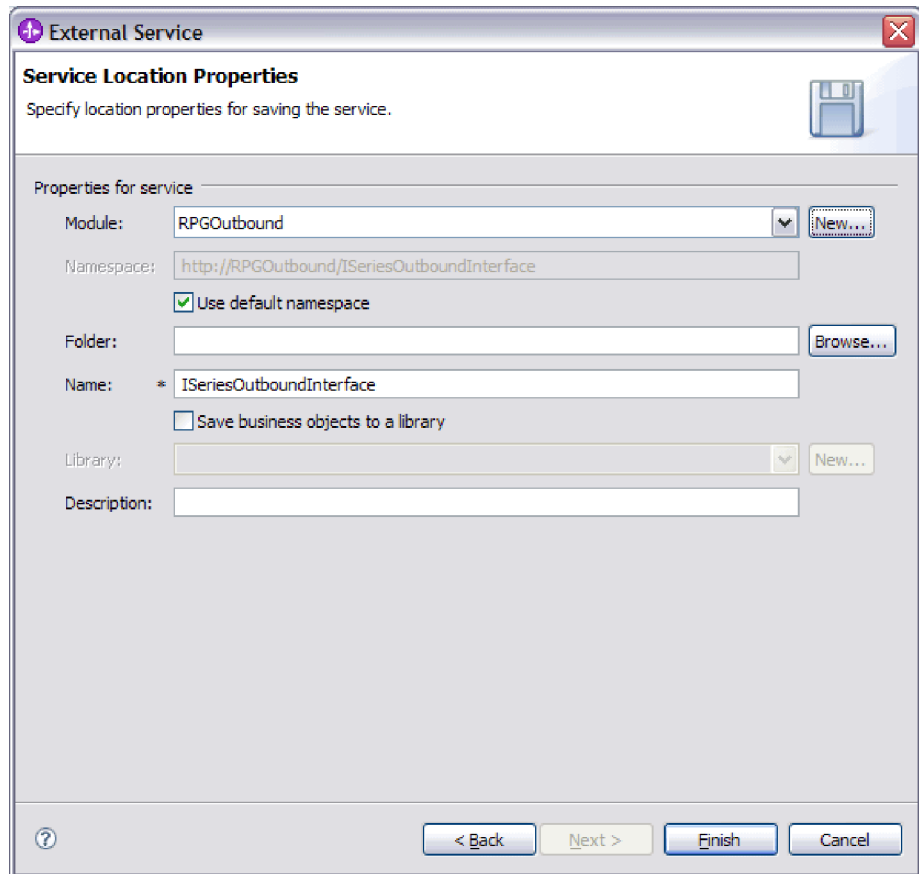 External Service
Service Location Properties
Specify location properties for saving the service.
Properties for service
Module: RPGOutbound New...
Namespace: http://RPGOutbound/ISeriesOutboundInterface
Use default namespace
Folder: Browse...
Name: * ISeriesOutboundInterface
Save business objects to a library
Library: New...
Description:
? < Back Next > Finish Cancel